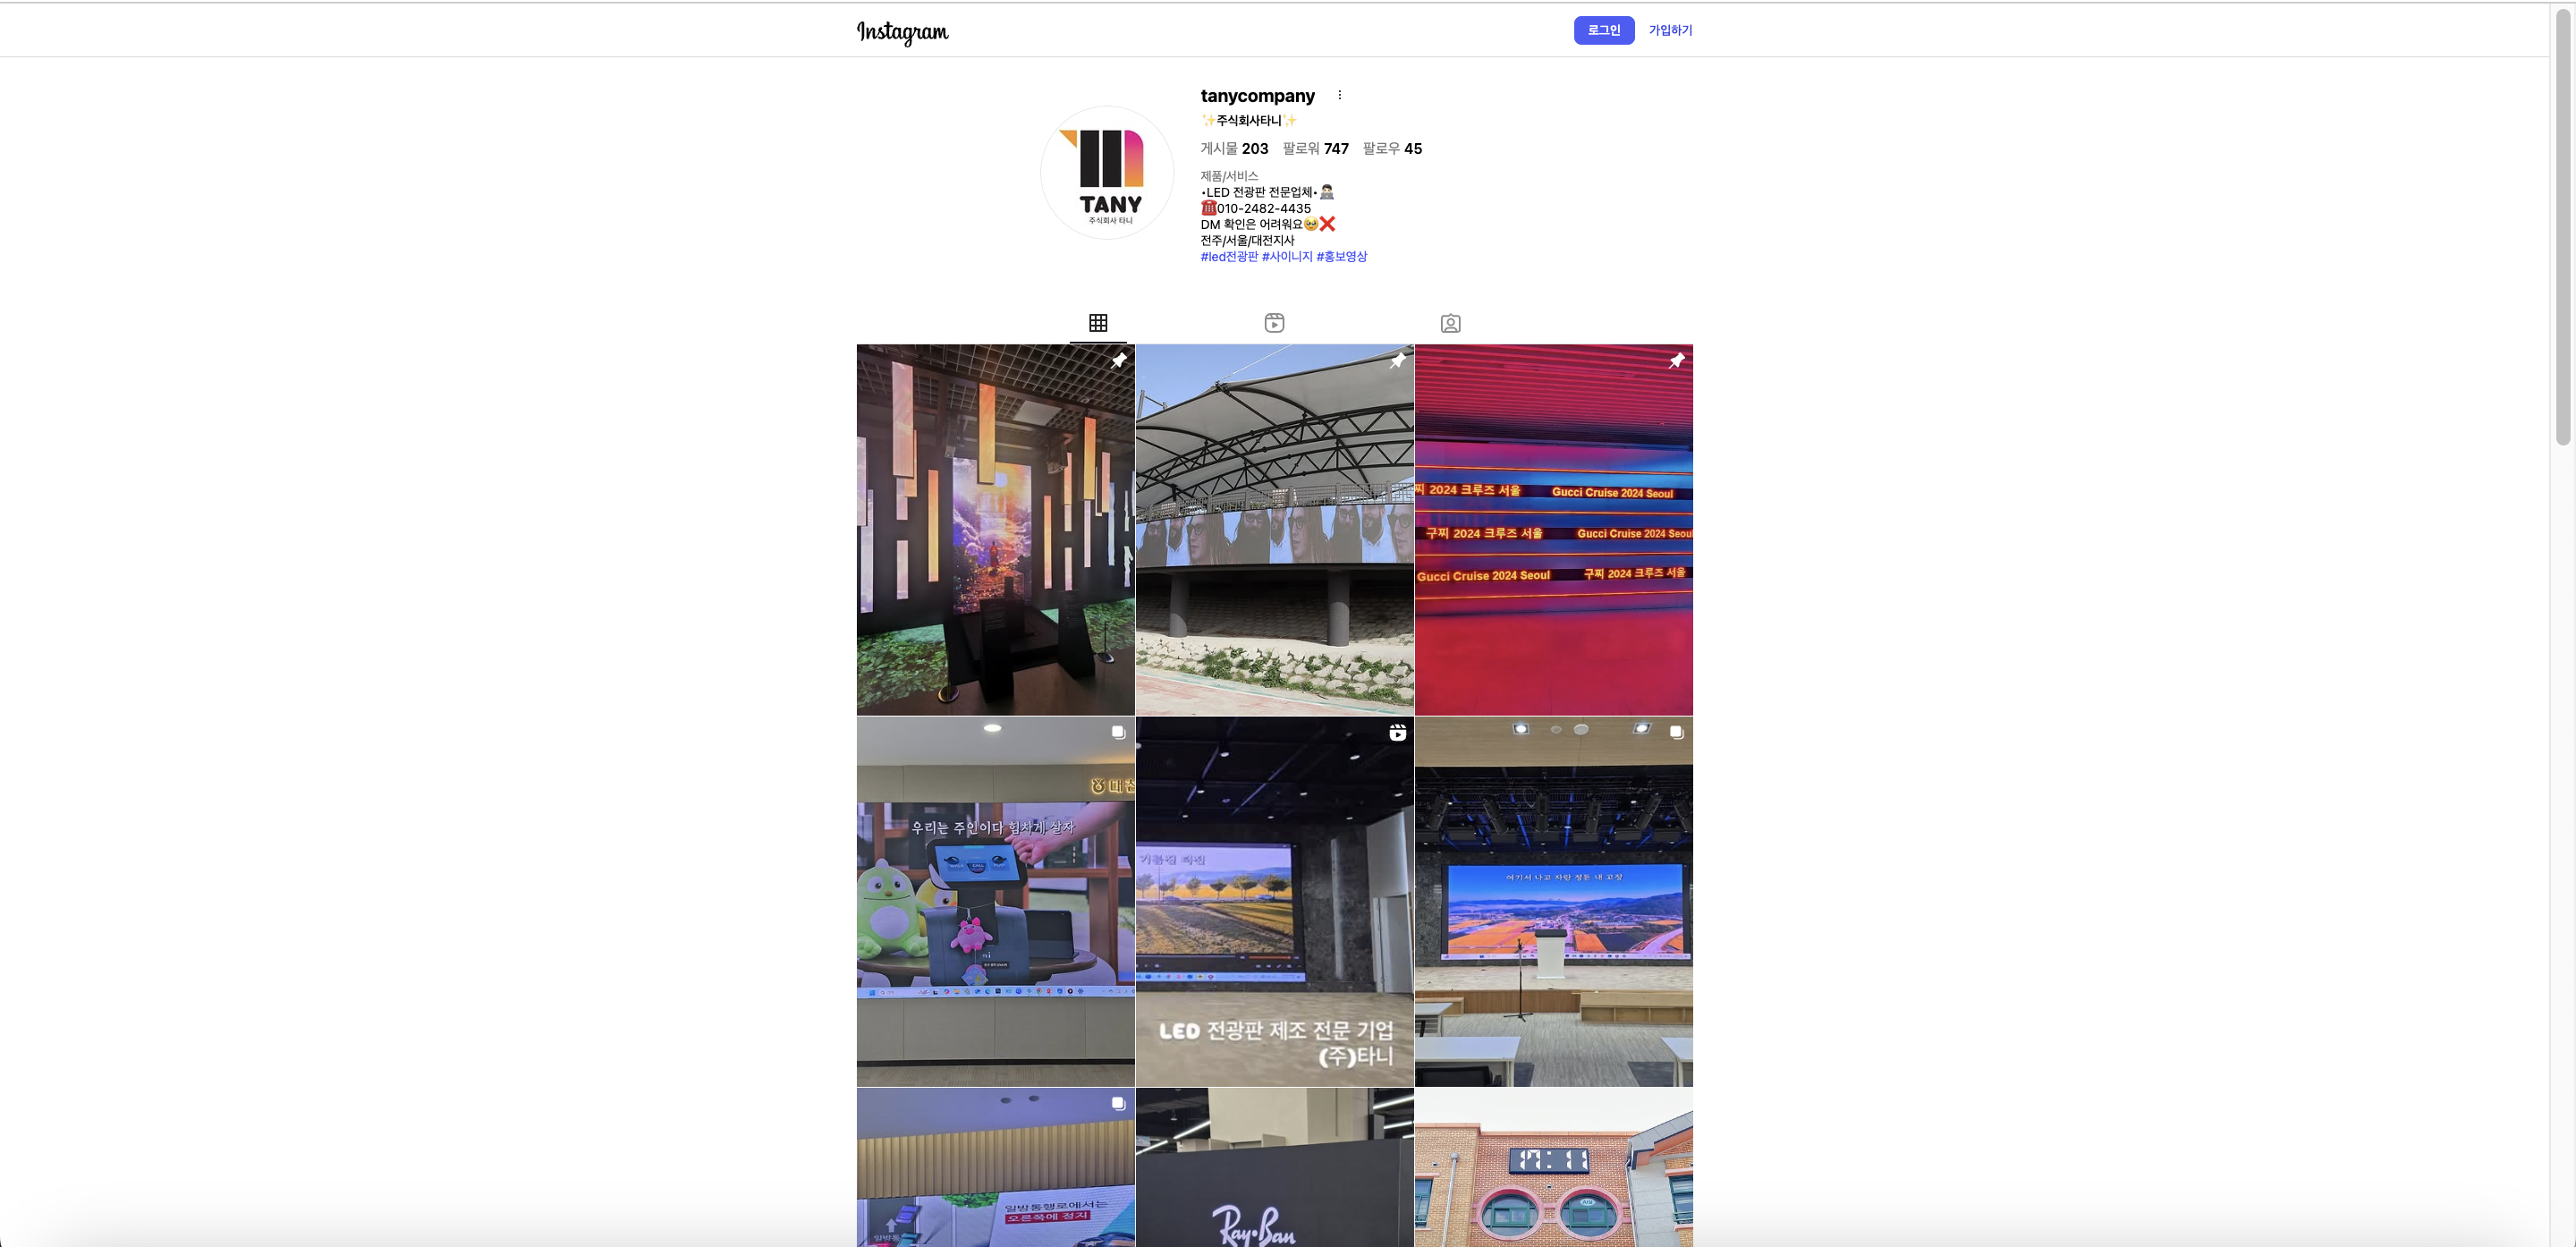 Instagram
로그인 가입하기
tanycompany
✨주식회사타니✨
게시물 203 팔로워 747 팔로우 45
TANY
주식회사 타니
제품/서비스
•LED 전광판 전문업체•👨🏻‍💻
☎️010-2482-4435
DM 확인은 어려워요🥹❌
전주/서울/대전지사
#led전광판 #사이니지 #홍보영상
찌 2024 크루즈 서울 Gucci Cruise 2024 Seoul
구찌 2024 크루즈 서울 Gucci Cruise 2024 Seoul
Gucci Cruise 2024 Seoul 구찌 2024 크루즈 서울
우리는 주인이다 힘차게 살자
LED 전광판 제조 전문 기업
(주)타니
여기서 나고 자란 정든 내 고향
일방통행로에서는
오른쪽에 정지
Ray-Ban
17:11